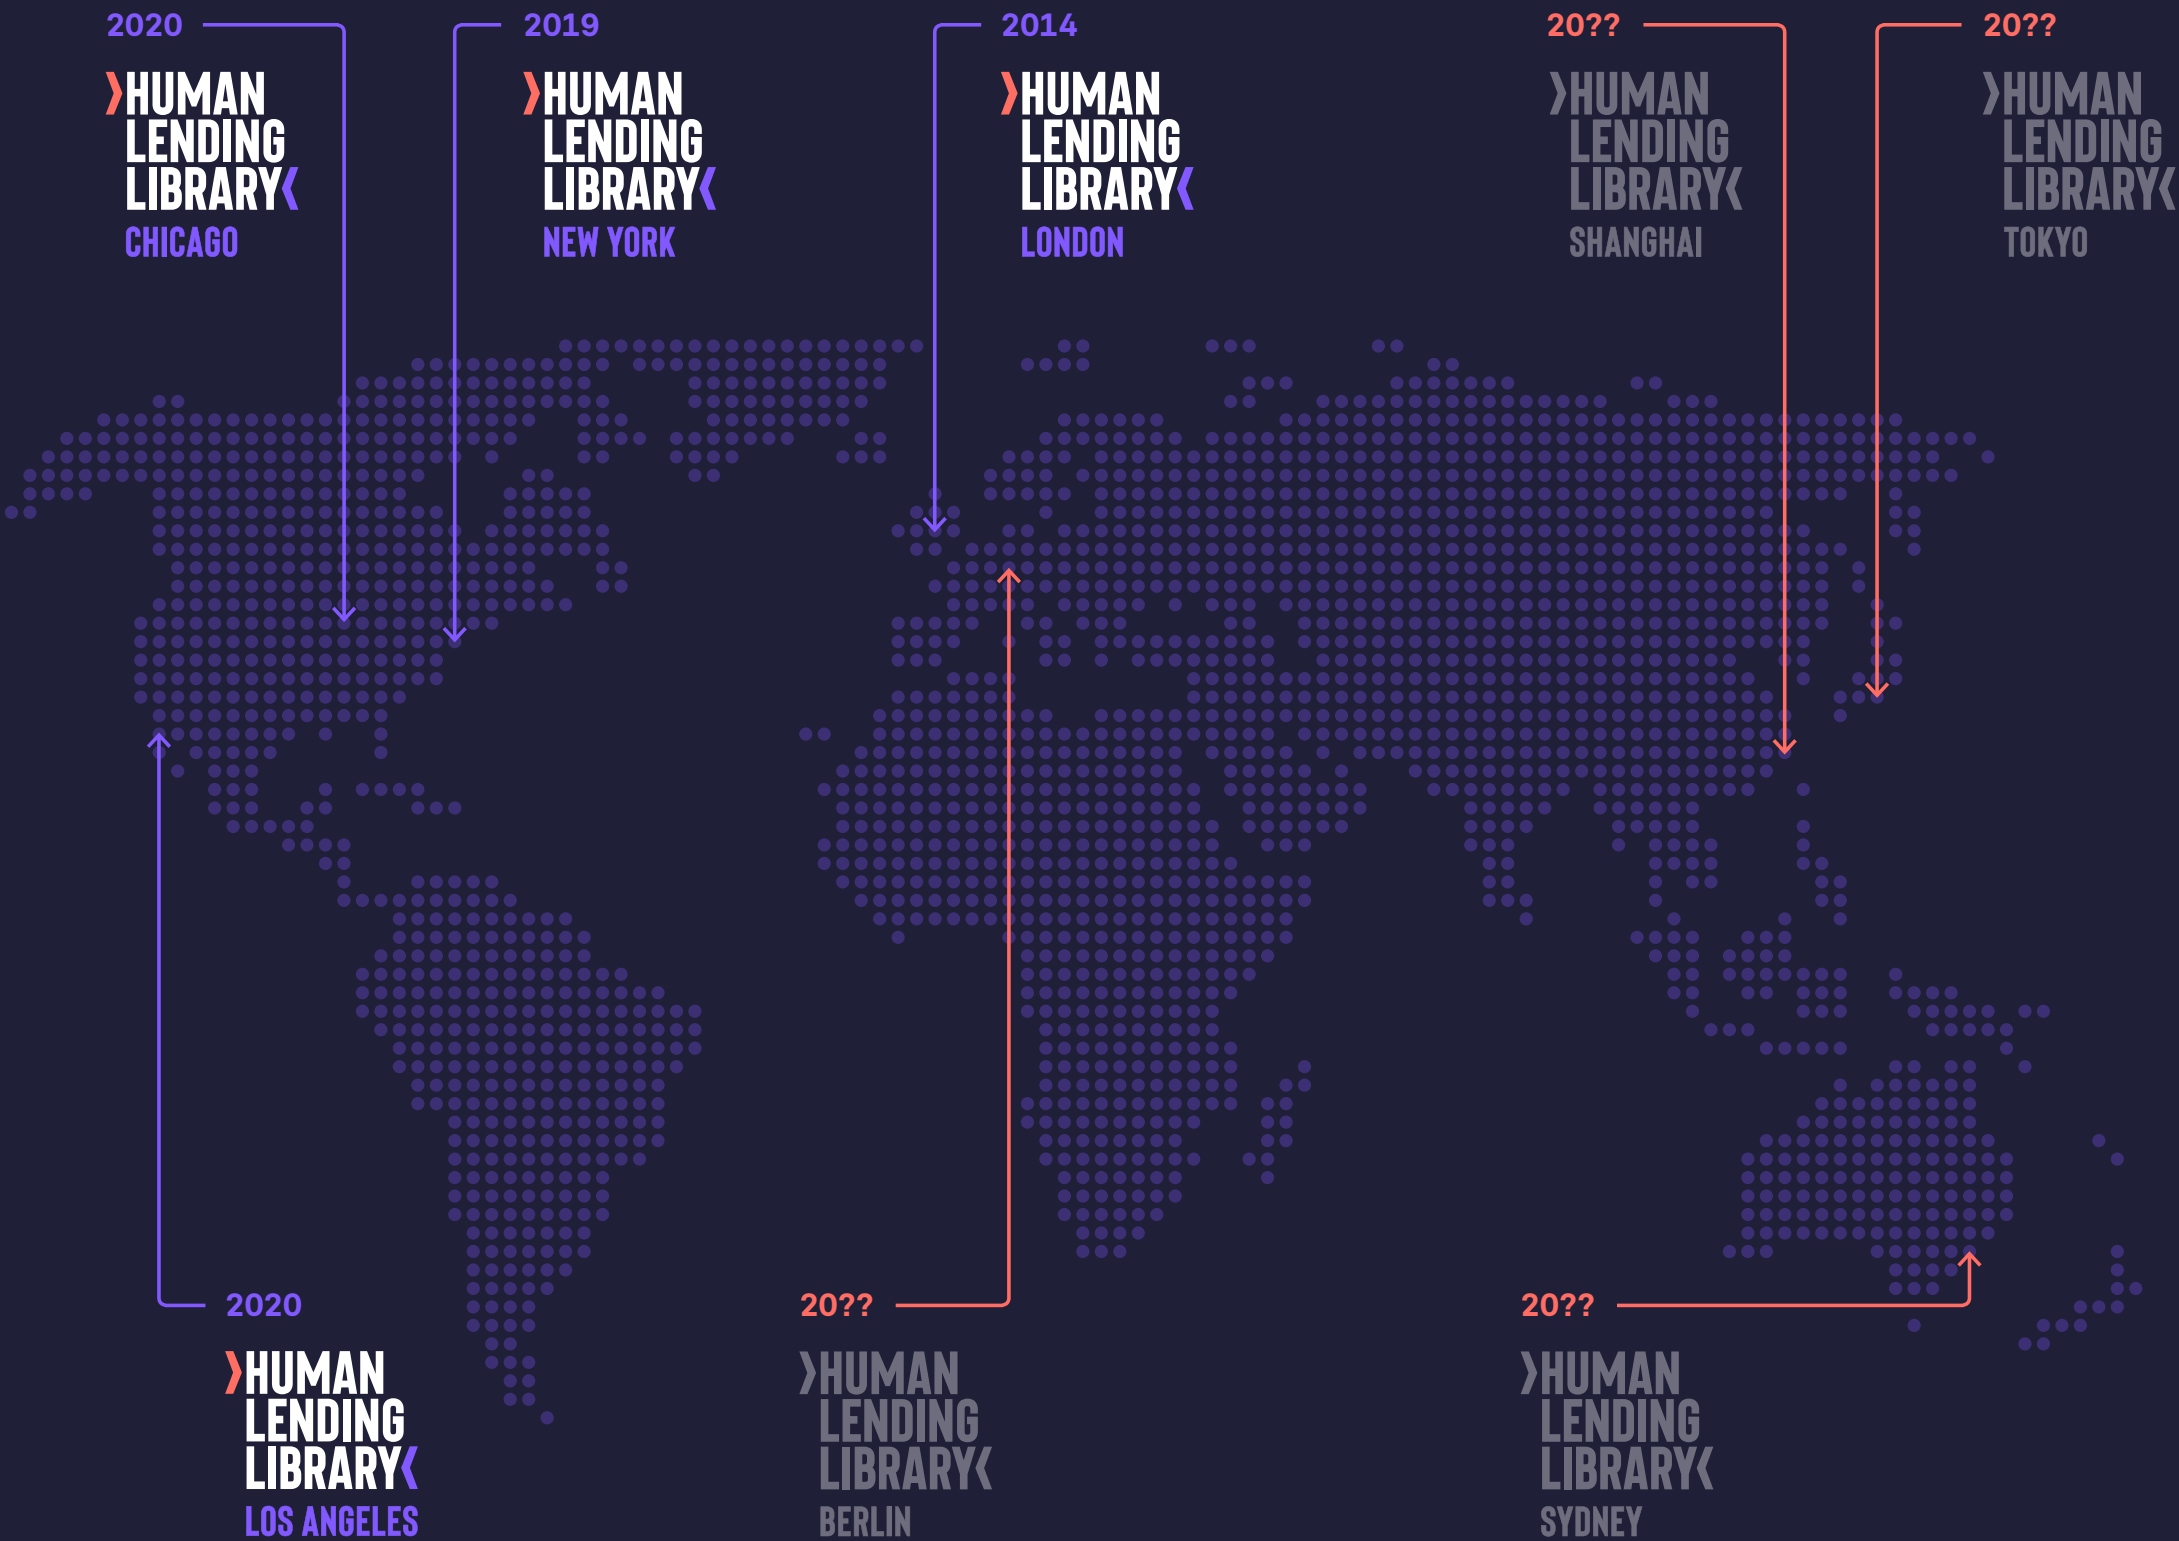 2020
❭HUMAN
LENDING
LIBRARY❬
CHICAGO
2019
❭HUMAN
LENDING
LIBRARY❬
NEW YORK
2014
❭HUMAN
LENDING
LIBRARY❬
LONDON
20??
❭HUMAN
LENDING
LIBRARY❬
SHANGHAI
20??
❭HUMAN
LENDING
LIBRARY❬
TOKYO
2020
❭HUMAN
LENDING
LIBRARY❬
LOS ANGELES
20??
❭HUMAN
LENDING
LIBRARY❬
BERLIN
20??
❭HUMAN
LENDING
LIBRARY❬
SYDNEY